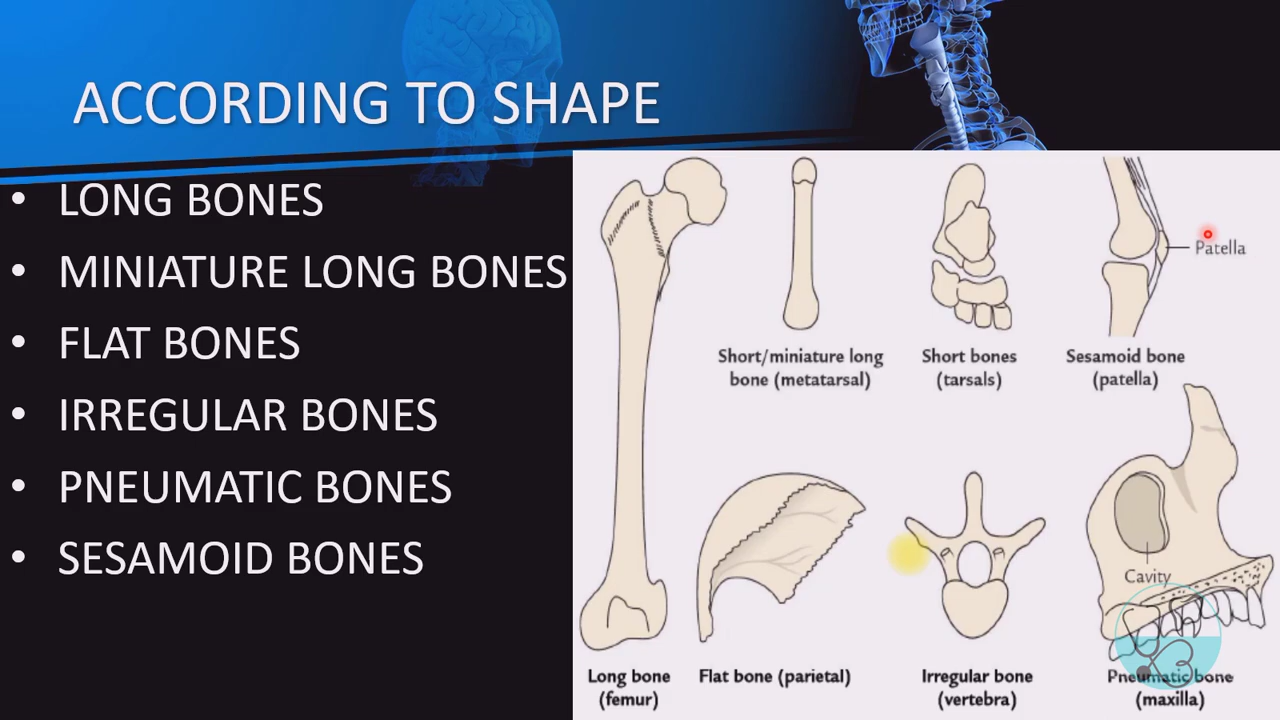 ACCORDING TO SHAPE
• LONG BONES
• MINIATURE LONG BONES
• FLAT BONES
• IRREGULAR BONES
• PNEUMATIC BONES
• SESAMOID BONES
Patella
Short/miniature long
bone (metatarsal)
Short bones
(tarsals)
Sesamoid bone
(patella)
Cavity
Long bone
(femur)
Flat bone (parietal)
Irregular bone
(vertebra)
Pneumatic bone
(maxilla)